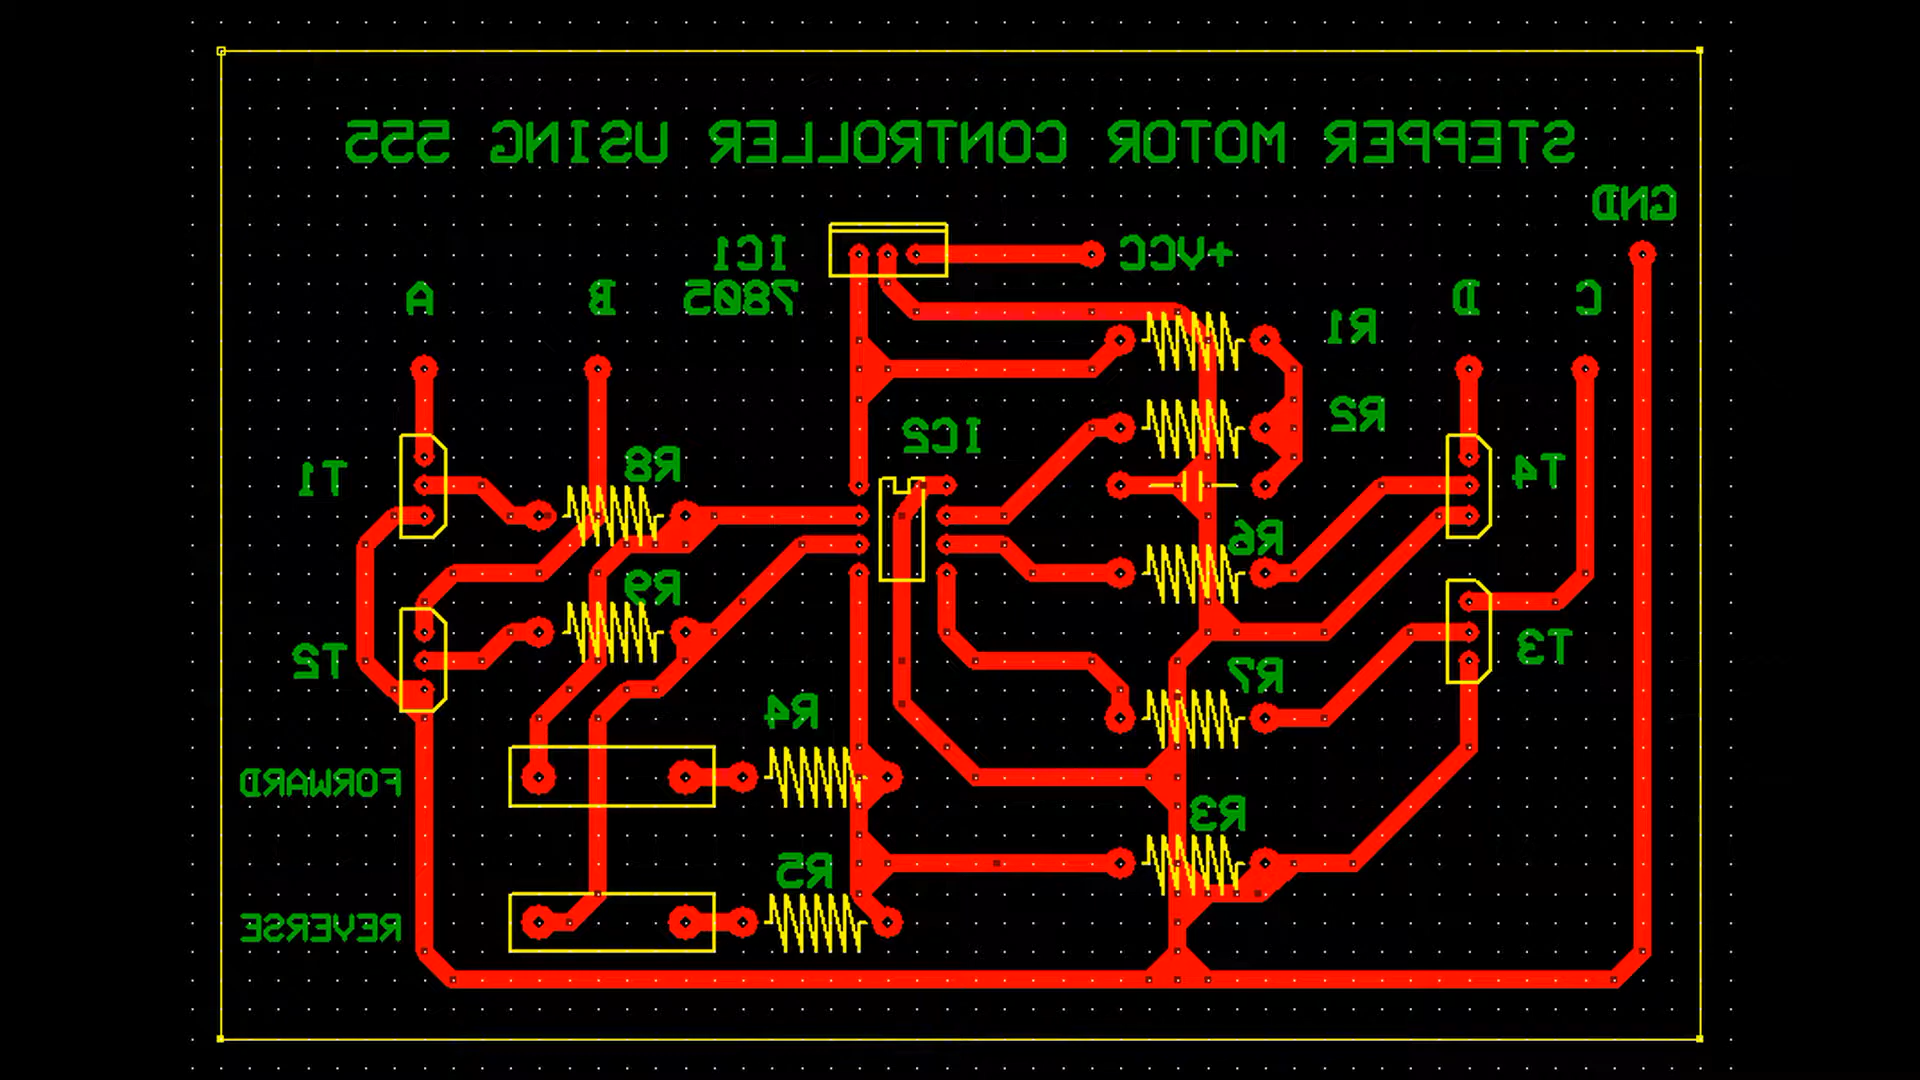 STEPPER MOTOR CONTROLLER USING 555
GND
+VCC
IC1
7805
C
D
B
A
R1
R2
IC2
T4
R8
T1
R6
R9
T3
R7
T2
R4
FORWARD
R3
R5
REVERSE